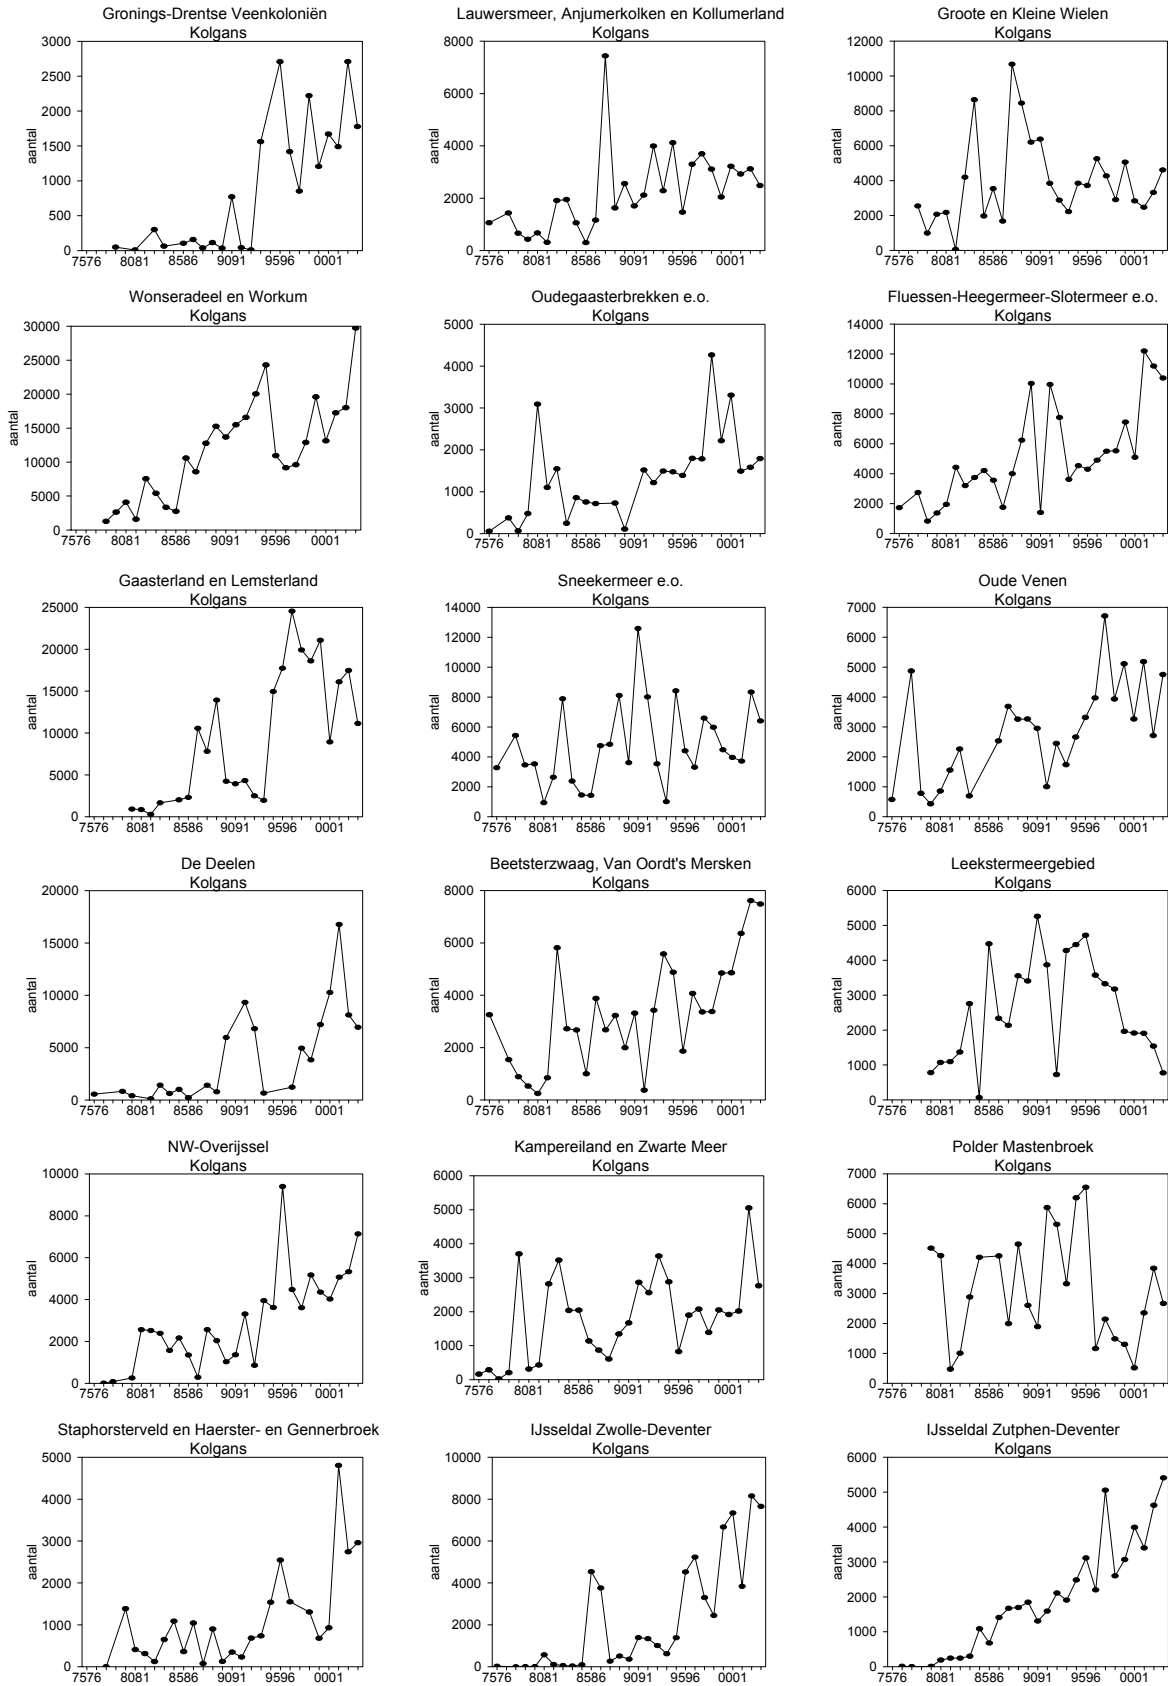 Gronings-Drentse Veenkoloniën
Kolgans
3000
2500
2000
1500
1000
500
0
aantal
7576 8081 8586 9091 9596 0001
Lauwersmeer, Anjumerkolken en Kollumerland
Kolgans
8000
6000
4000
2000
0
aantal
7576 8081 8586 9091 9596 0001
Groote en Kleine Wielen
Kolgans
12000
10000
8000
6000
4000
2000
0
aantal
7576 8081 8586 9091 9596 0001
Wonseradeel en Workum
Kolgans
30000
25000
20000
15000
10000
5000
0
aantal
7576 8081 8586 9091 9596 0001
Oudegaasterbrekken e.o.
Kolgans
5000
4000
3000
2000
1000
0
aantal
7576 8081 8586 9091 9596 0001
Fluessen-Heegermeer-Slotermeer e.o.
Kolgans
14000
12000
10000
8000
6000
4000
2000
0
aantal
7576 8081 8586 9091 9596 0001
Gaasterland en Lemsterland
Kolgans
25000
20000
15000
10000
5000
0
aantal
7576 8081 8586 9091 9596 0001
Sneekermeer e.o.
Kolgans
14000
12000
10000
8000
6000
4000
2000
0
aantal
7576 8081 8586 9091 9596 0001
Oude Venen
Kolgans
7000
6000
5000
4000
3000
2000
1000
0
aantal
7576 8081 8586 9091 9596 0001
De Deelen
Kolgans
20000
15000
10000
5000
0
aantal
7576 8081 8586 9091 9596 0001
Beetsterzwaag, Van Oordt's Mersken
Kolgans
8000
6000
4000
2000
0
aantal
7576 8081 8586 9091 9596 0001
Leekstermeergebied
Kolgans
6000
5000
4000
3000
2000
1000
0
aantal
7576 8081 8586 9091 9596 0001
NW-Overijssel
Kolgans
10000
8000
6000
4000
2000
0
aantal
7576 8081 8586 9091 9596 0001
Kampereiland en Zwarte Meer
Kolgans
6000
5000
4000
3000
2000
1000
0
aantal
7576 8081 8586 9091 9596 0001
Polder Mastenbroek
Kolgans
7000
6000
5000
4000
3000
2000
1000
0
aantal
7576 8081 8586 9091 9596 0001
Staphorsterveld en Haerster- en Gennerbroek
Kolgans
5000
4000
3000
2000
1000
0
aantal
7576 8081 8586 9091 9596 0001
IJsseldal Zwolle-Deventer
Kolgans
10000
8000
6000
4000
2000
0
aantal
7576 8081 8586 9091 9596 0001
IJsseldal Zutphen-Deventer
Kolgans
6000
5000
4000
3000
2000
1000
0
aantal
7576 8081 8586 9091 9596 0001